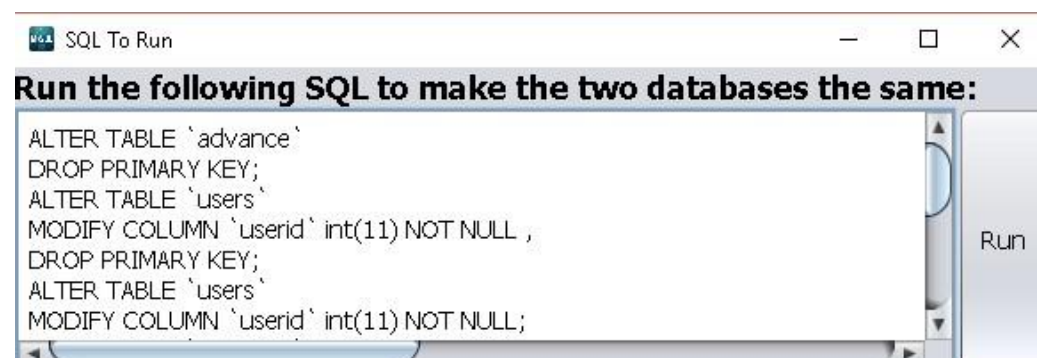 SQL To Run
Run the following SQL to make the two databases the same:
ALTER TABLE `advance`
DROP PRIMARY KEY;
ALTER TABLE `users`
MODIFY COLUMN `userid` int(11) NOT NULL ,
DROP PRIMARY KEY;
ALTER TABLE `users`
MODIFY COLUMN `userid` int(11) NOT NULL;
Run